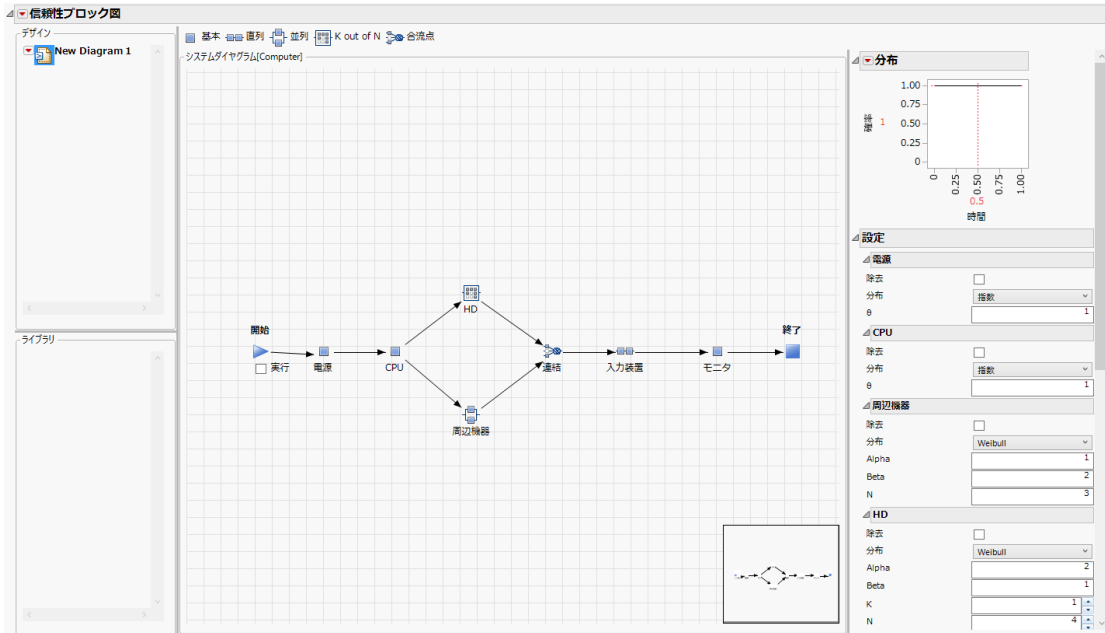 信頼性ブロック図
デザイン
New Diagram 1
ライブラリ
基本 直列 並列 K out of N 合流点
システムダイヤグラム[Computer]
開始
実行
電源
CPU
HD
周辺機器
連結
入力装置
モニタ
終了
分布
1.00
0.75
0.50
0.25
0
確率
1
0
0.25
0.50
0.75
1.00
0.5
時間
設定
電源
除去
分布 指数
θ 1
CPU
除去
分布 指数
θ 1
周辺機器
除去
分布 Weibull
Alpha 1
Beta 2
N 3
HD
除去
分布 Weibull
Alpha 2
Beta 1
K 1
N 4